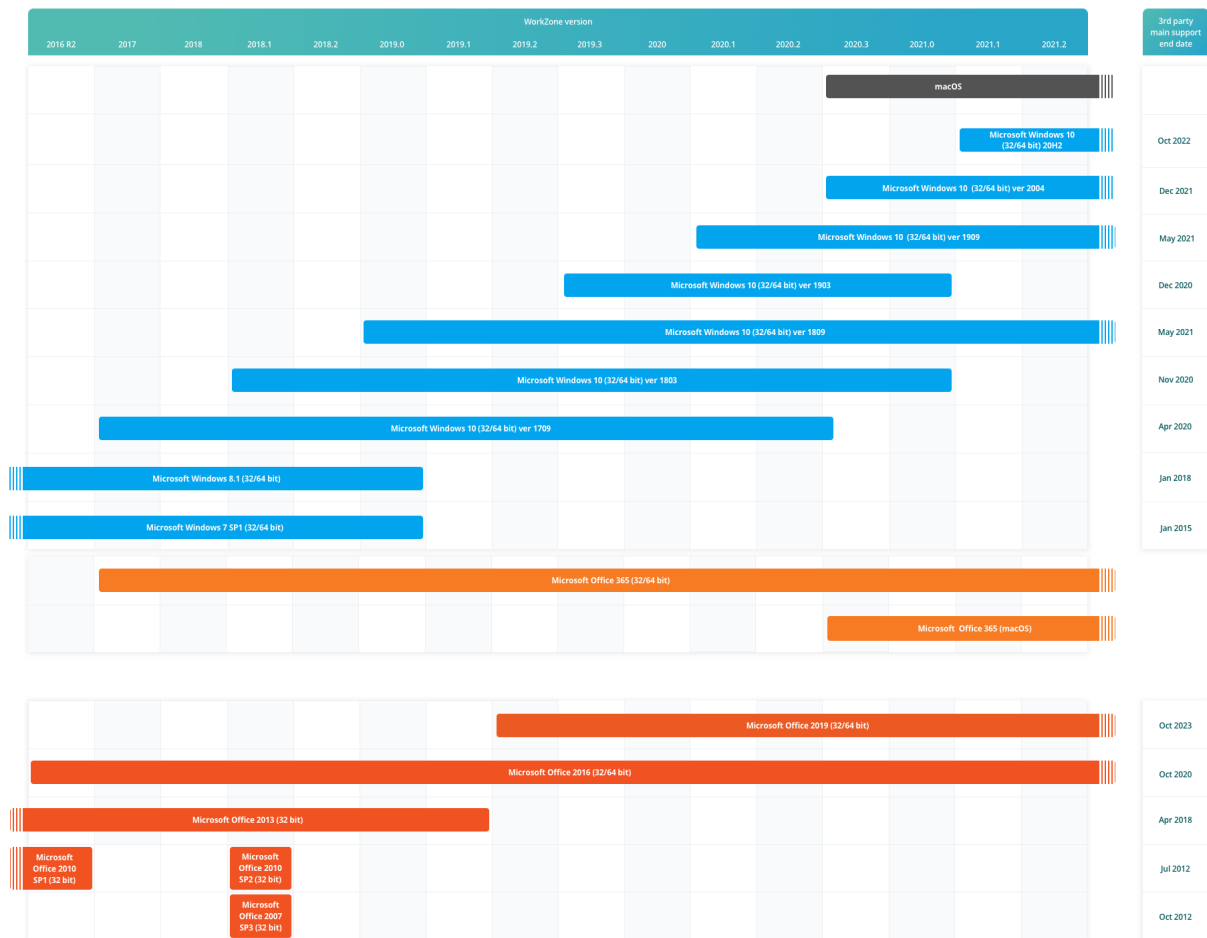 WorkZone version
3rd party
main support
end date
2016 R2 2017 2018 2018.1 2018.2 2019.0 2019.1 2019.2 2019.3 2020 2020.1 2020.2 2020.3 2021.0 2021.1 2021.2
macOS
Microsoft Windows 10
(32/64 bit) 20H2
Oct 2022
Microsoft Windows 10 (32/64 bit) ver 2004
Dec 2021
Microsoft Windows 10 (32/64 bit) ver 1909
May 2021
Microsoft Windows 10 (32/64 bit) ver 1903
Dec 2020
Microsoft Windows 10 (32/64 bit) ver 1809
May 2021
Microsoft Windows 10 (32/64 bit) ver 1803
Nov 2020
Microsoft Windows 10 (32/64 bit) ver 1709
Apr 2020
Microsoft Windows 8.1 (32/64 bit)
Jan 2018
Microsoft Windows 7 SP1 (32/64 bit)
Jan 2015
Microsoft Office 365 (32/64 bit)
Microsoft Office 365 (macOS)
Microsoft Office 2019 (32/64 bit)
Oct 2023
Microsoft Office 2016 (32/64 bit)
Oct 2020
Microsoft Office 2013 (32 bit)
Apr 2018
Microsoft
Office 2010
SP1 (32 bit)
Microsoft
Office 2010
SP2 (32 bit)
Jul 2012
Microsoft
Office 2007
SP3 (32 bit)
Oct 2012